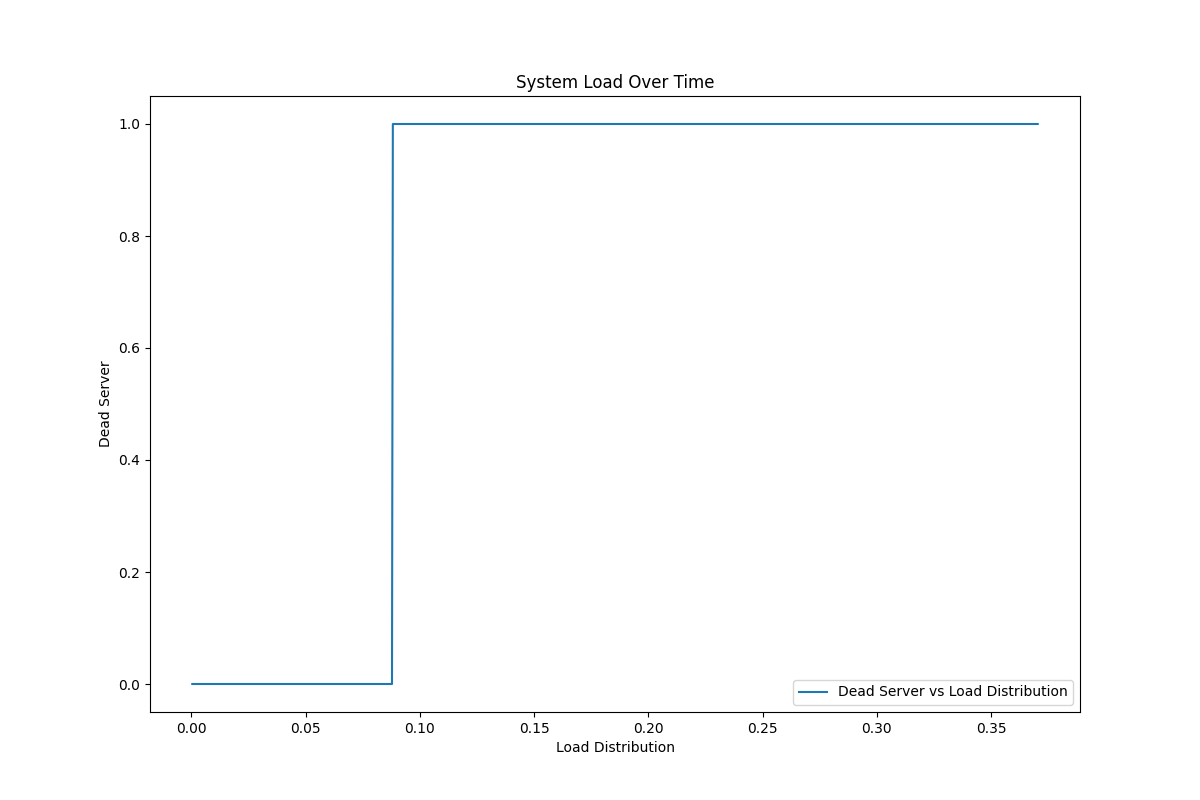 System Load Over Time
1.0
0.8
0.6
0.4
0.2
0.0
Dead Server
Dead Server vs Load Distribution
0.00 0.05 0.10 0.15 0.20 0.25 0.30 0.35
Load Distribution